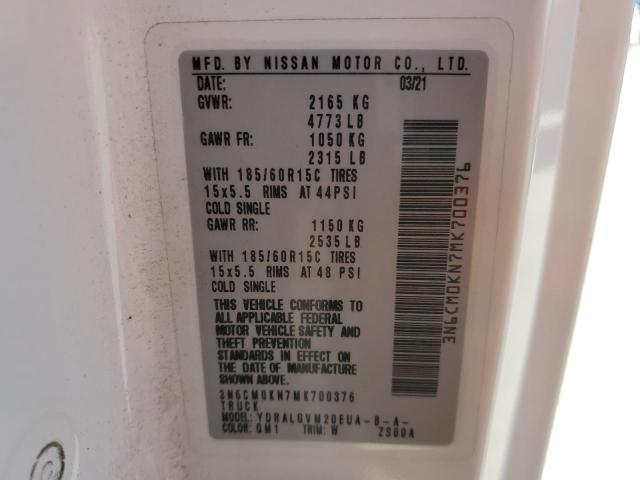 MFD. BY NISSAN MOTOR CO., LTD.
DATE: 03/21
GVWR: 2165 KG
4773 LB
GAWR FR: 1050 KG
2315 LB
WITH 185/60R15C TIRES
15x5.5 RIMS AT 44PSI
COLD SINGLE
GAWR RR: 1150 KG
2535 LB
WITH 185/60R15C TIRES
15x5.5 RIMS AT 48 PSI
COLD SINGLE
THIS VEHICLE CONFORMS TO
ALL APPLICABLE FEDERAL
MOTOR VEHICLE SAFETY AND
THEFT PREVENTION
STANDARDS IN EFFECT ON
THE DATE OF MANUFACTURE
SHOWN ABOVE.
3N6CM0KN7MK700376
TRUCK
MODEL: YDRALGVM20EUA-B-A-
COLOR: QM1 TRIM: W ZS00A
3N6CM0KN7MK700376